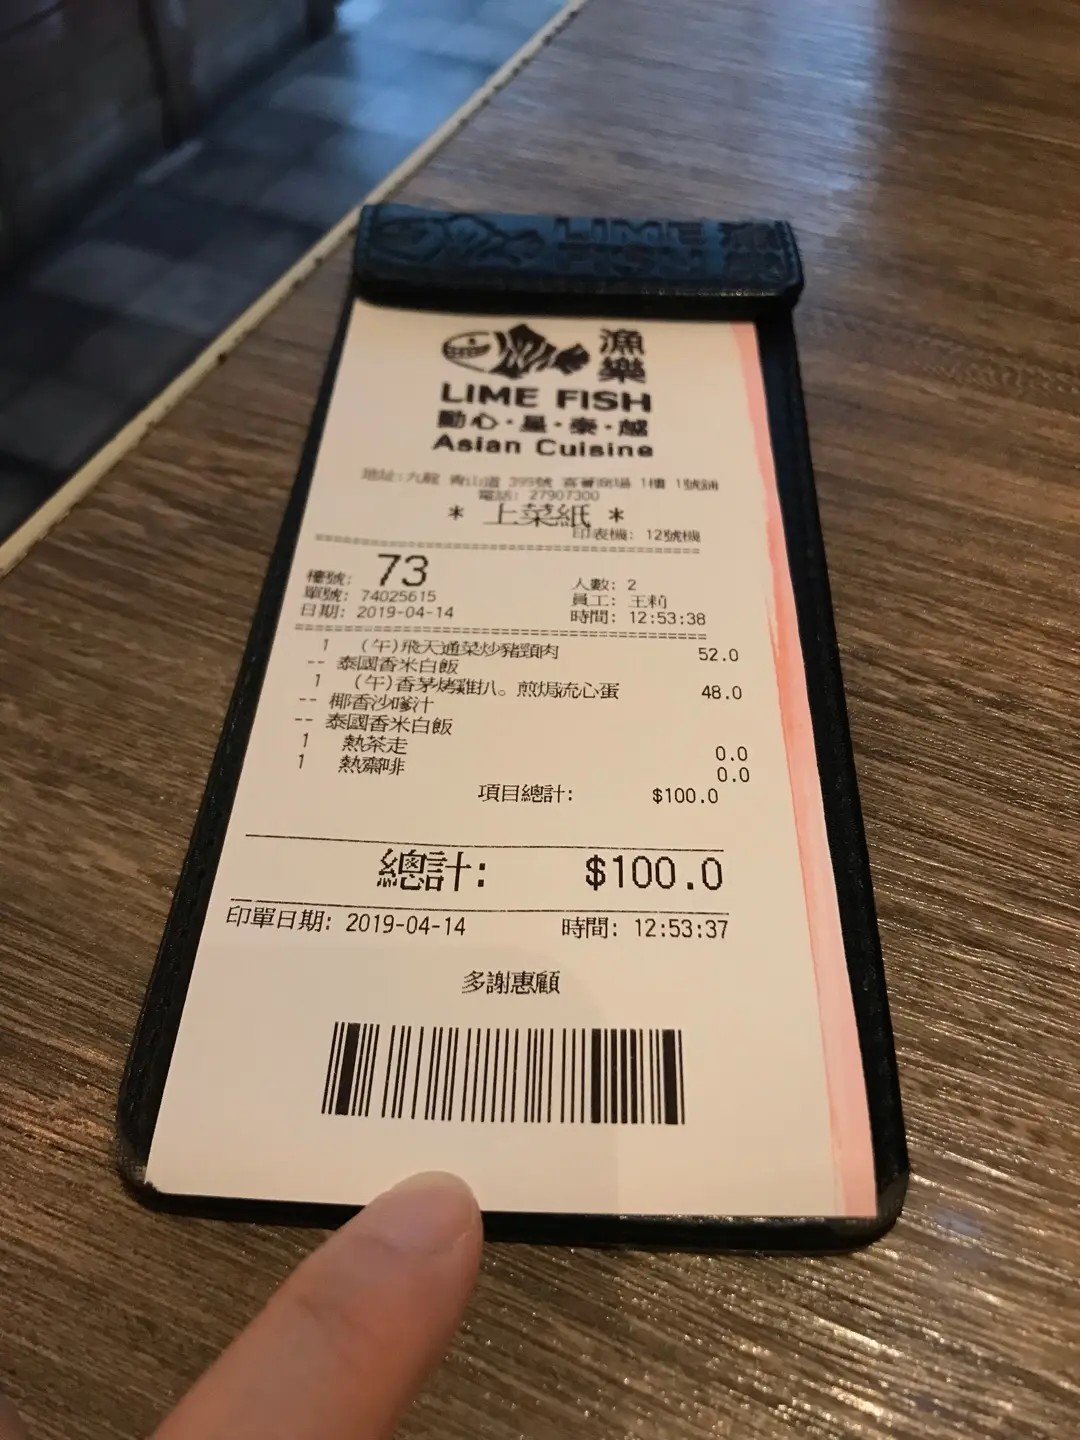 LIME FISH
漁樂
LIME FISH
動心·星·泰·越
Asian Cuisine
地址:九龍 青山道 399號 喜薈商場 1樓 1號舖
電話: 27907300
* 上菜紙 *
印表機: 12號機
檯號: 73
人數: 2
單號: 74025615
員工: 王莉
日期: 2019-04-14
時間: 12:53:38
1 (午)飛天通菜炒豬頸肉 52.0
-- 泰國香米白飯
1 (午)香茅烤雞扒。煎焗流心蛋 48.0
-- 椰香沙嗲汁
-- 泰國香米白飯
1 熱茶走 0.0
1 熱齋啡 0.0
項目總計: $100.0
總計: $100.0
印單日期: 2019-04-14 時間: 12:53:37
多謝惠顧